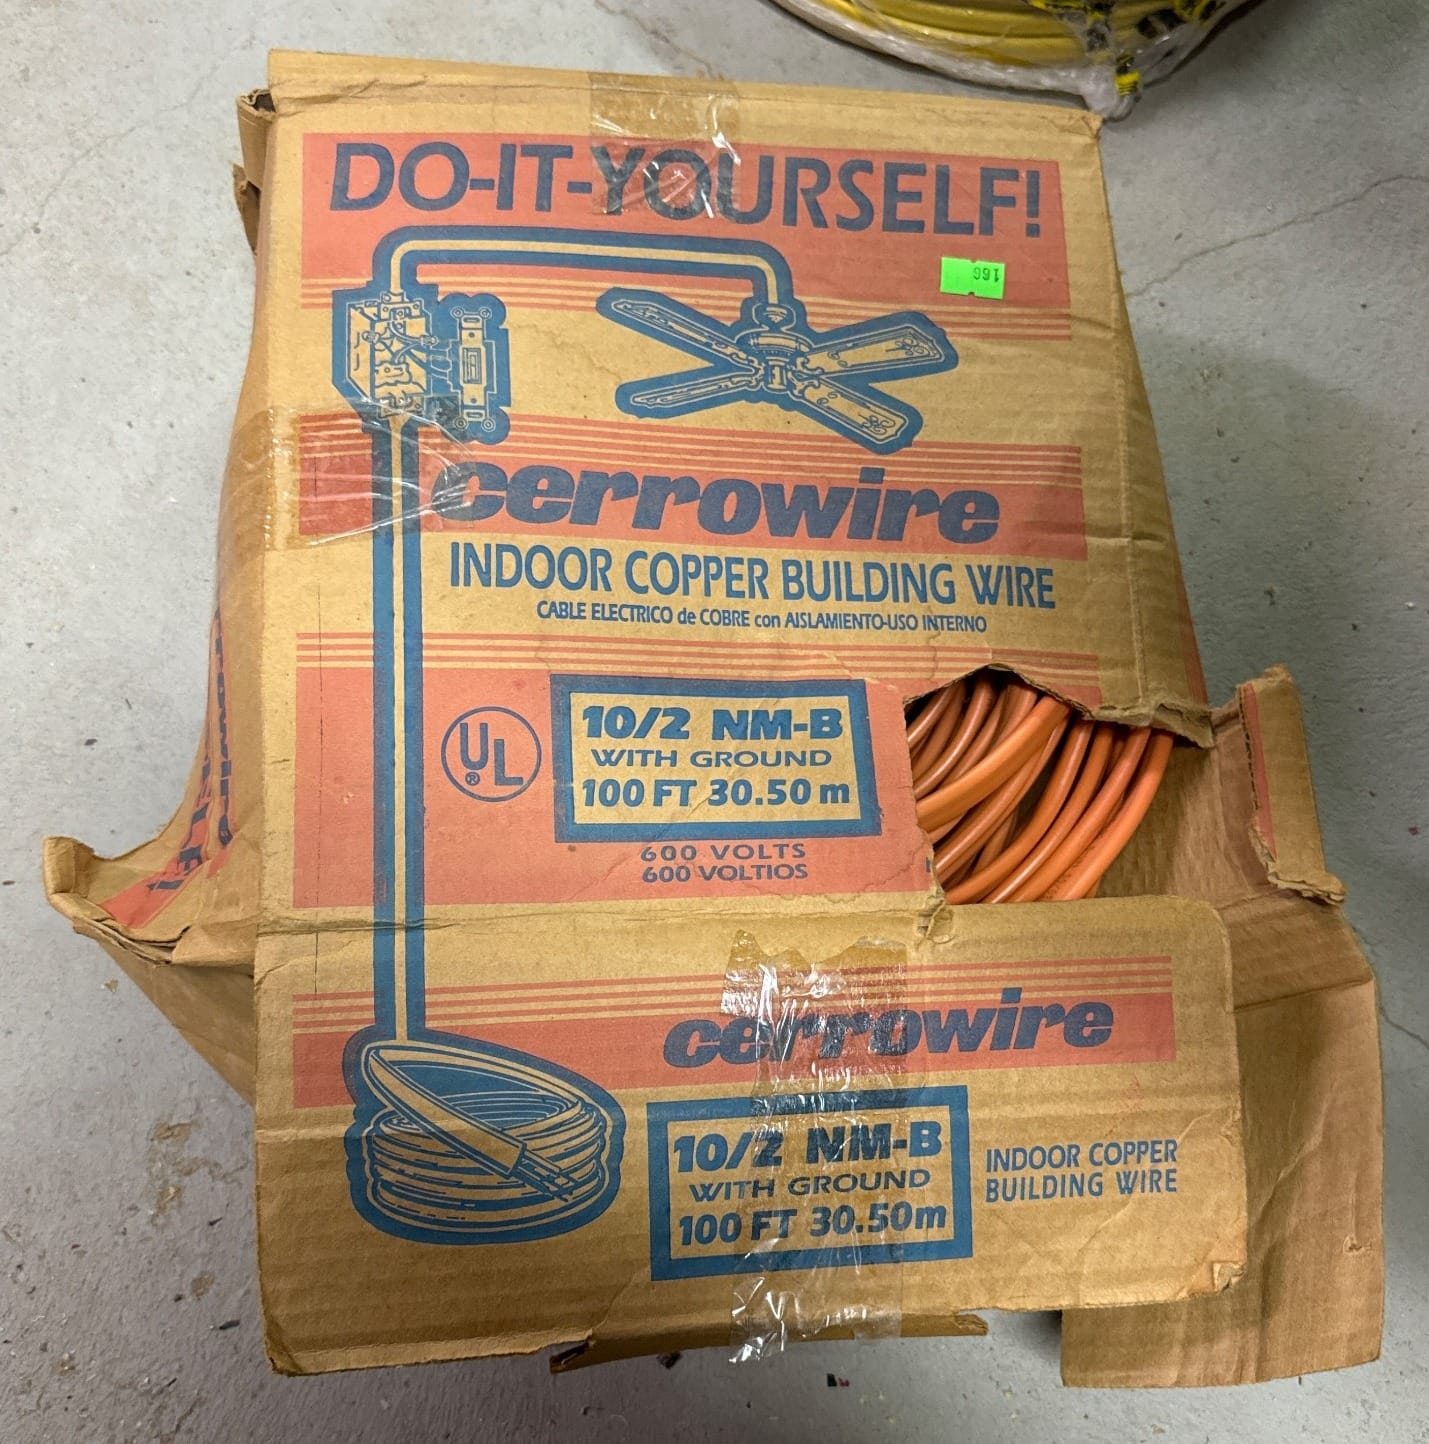 DO-IT-YOURSELF!
166
cerrowire
INDOOR COPPER BUILDING WIRE
CABLE ELECTRICO de COBRE con AISLAMIENTO-USO INTERNO
UL
®
10/2 NM-B
WITH GROUND
100 FT 30.50 m
600 VOLTS
600 VOLTIOS
cerrowire
10/2 NM-B
WITH GROUND
100 FT 30.50m
INDOOR COPPER
BUILDING WIRE